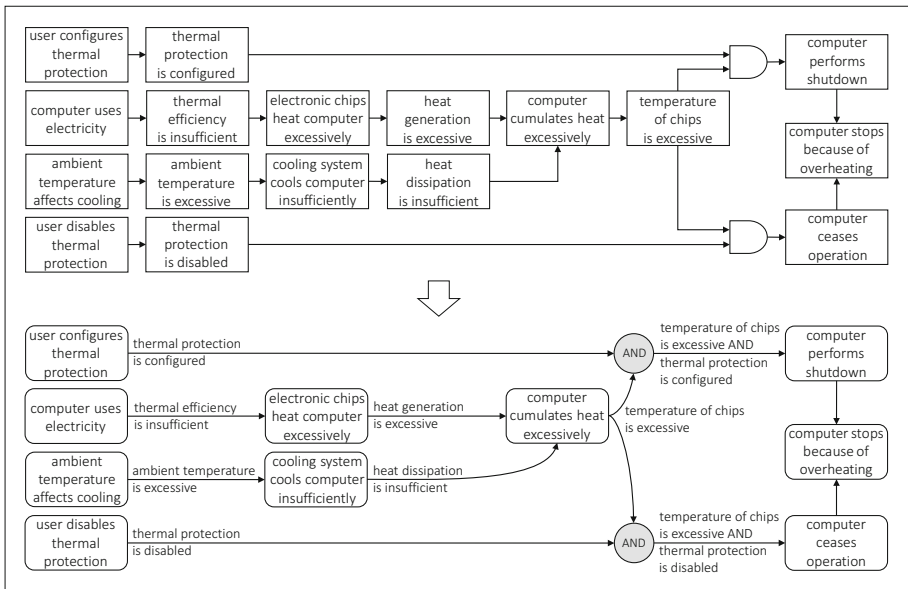 user configures
thermal
protection
thermal
protection
is configured
computer
performs
shutdown
computer uses
electricity
thermal
efficiency
is insufficient
electronic chips
heat computer
excessively
heat
generation
is excessive
computer
cumulates heat
excessively
temperature
of chips
is excessive
computer stops
because of
overheating
ambient
temperature
affects cooling
ambient
temperature
is excessive
cooling system
cools computer
insufficiently
heat
dissipation
is insufficient
user disables
thermal
protection
thermal
protection
is disabled
computer
ceases
operation
user configures
thermal
protection
thermal protection
is configured
AND
temperature of chips
is excessive AND
thermal protection
is configured
computer
performs
shutdown
computer uses
electricity
thermal efficiency
is insufficient
electronic chips
heat computer
excessively
heat generation
is excessive
computer
cumulates heat
excessively
temperature of chips
is excessive
computer stops
because of
overheating
ambient
temperature
affects cooling
ambient temperature
is excessive
cooling system
cools computer
insufficiently
heat dissipation
is insufficient
user disables
thermal
protection
thermal protection
is disabled
AND
temperature of chips
is excessive AND
thermal protection
is disabled
computer
ceases
operation